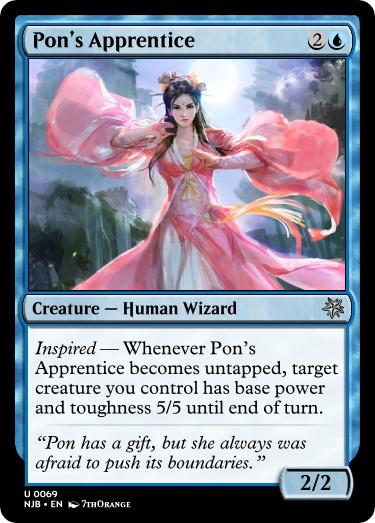 Pon's Apprentice 2
Creature — Human Wizard
Inspired — Whenever Pon's
Apprentice becomes untapped, target
creature you control has base power
and toughness 5/5 until end of turn.
"Pon has a gift, but she always was
afraid to push its boundaries."
2/2
U 0069
NJB • EN 7THORANGE